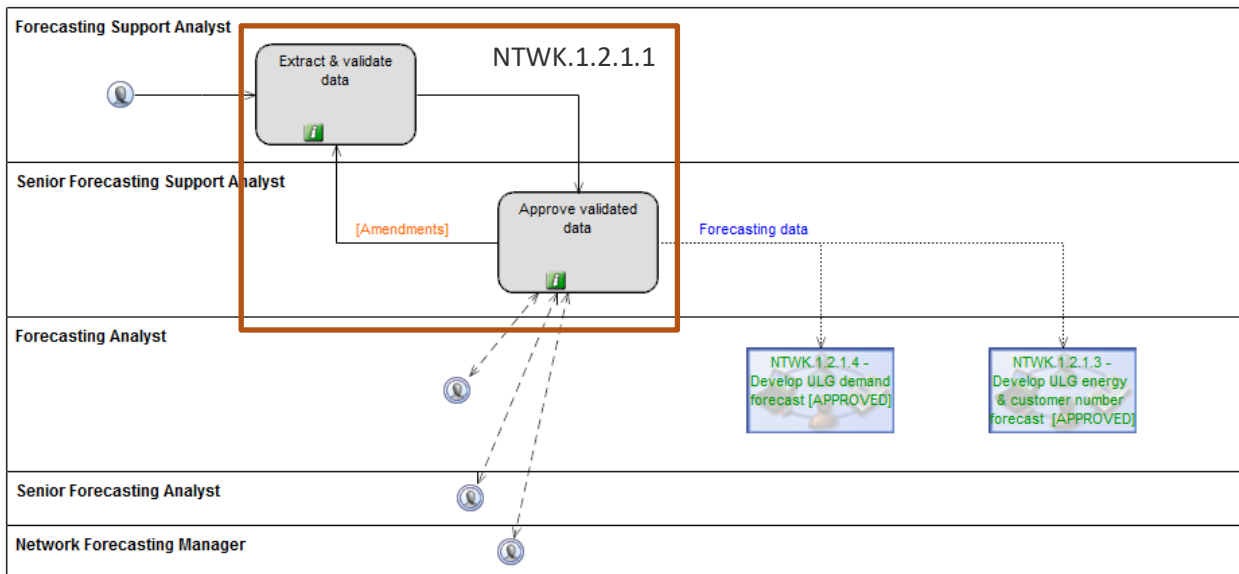 Forecasting Support Analyst
Extract & validate
data
NTWK.1.2.1.1
Senior Forecasting Support Analyst
Approve validated
data
[Amendments]
Forecasting data
Forecasting Analyst
NTWK.1.2.1.4 -
Develop ULG demand
forecast [APPROVED]
NTWK.1.2.1.3 -
Develop ULG energy
& customer number
forecast [APPROVED]
Senior Forecasting Analyst
Network Forecasting Manager